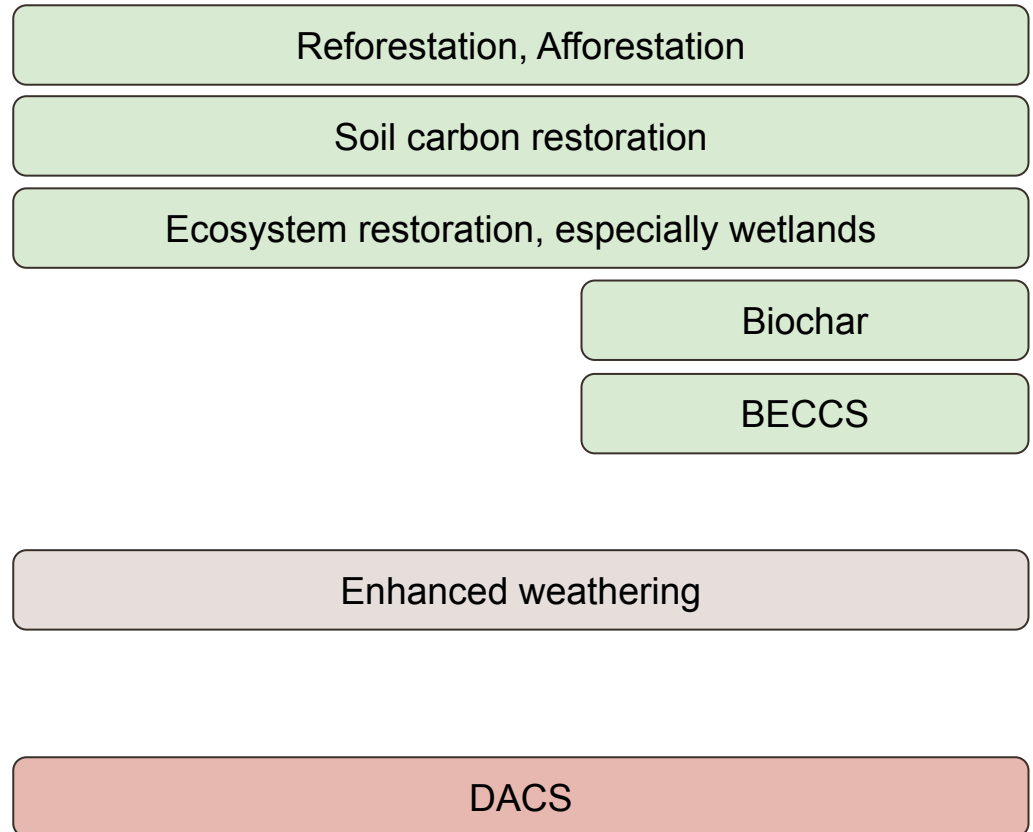 Reforestation, Afforestation
Soil carbon restoration
Ecosystem restoration, especially wetlands
Biochar
BECCS
Enhanced weathering
DACS